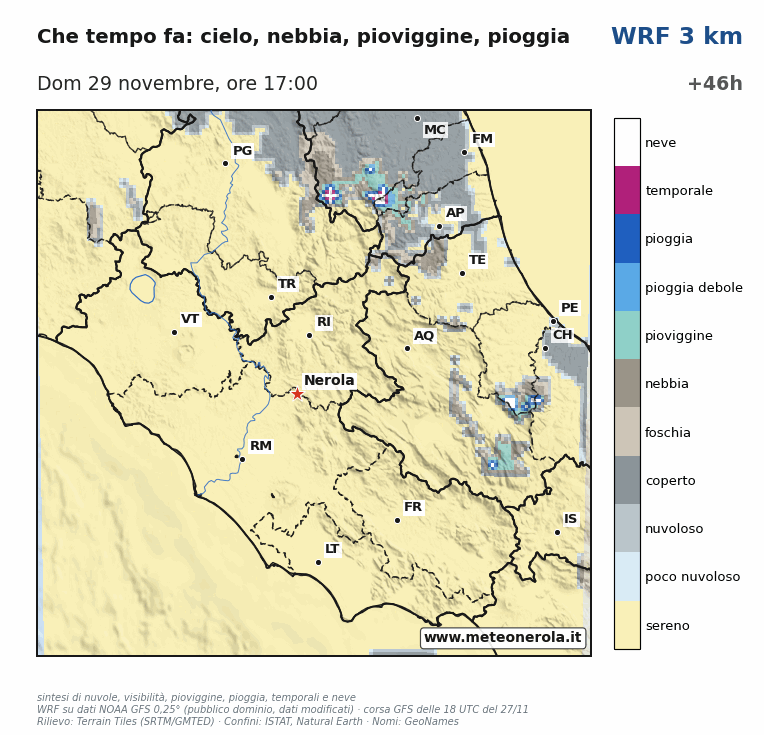 Che tempo fa: cielo, nebbia, pioviggine, pioggia
WRF 3 km
Dom 29 novembre, ore 17:00
+46h
MC
FM
PG
AP
TE
TR
PE
VT
RI
AQ
CH
Nerola
RM
FR
IS
LT
www.meteonerola.it
neve
temporale
pioggia
pioggia debole
pioviggine
nebbia
foschia
coperto
nuvoloso
poco nuvoloso
sereno
sintesi di nuvole, visibilità, pioviggine, pioggia, temporali e neve
WRF su dati NOAA GFS 0,25° (pubblico dominio, dati modificati) · corsa GFS delle 18 UTC del 27/11
Rilievo: Terrain Tiles (SRTM/GMTED) · Confini: ISTAT, Natural Earth · Nomi: GeoNames